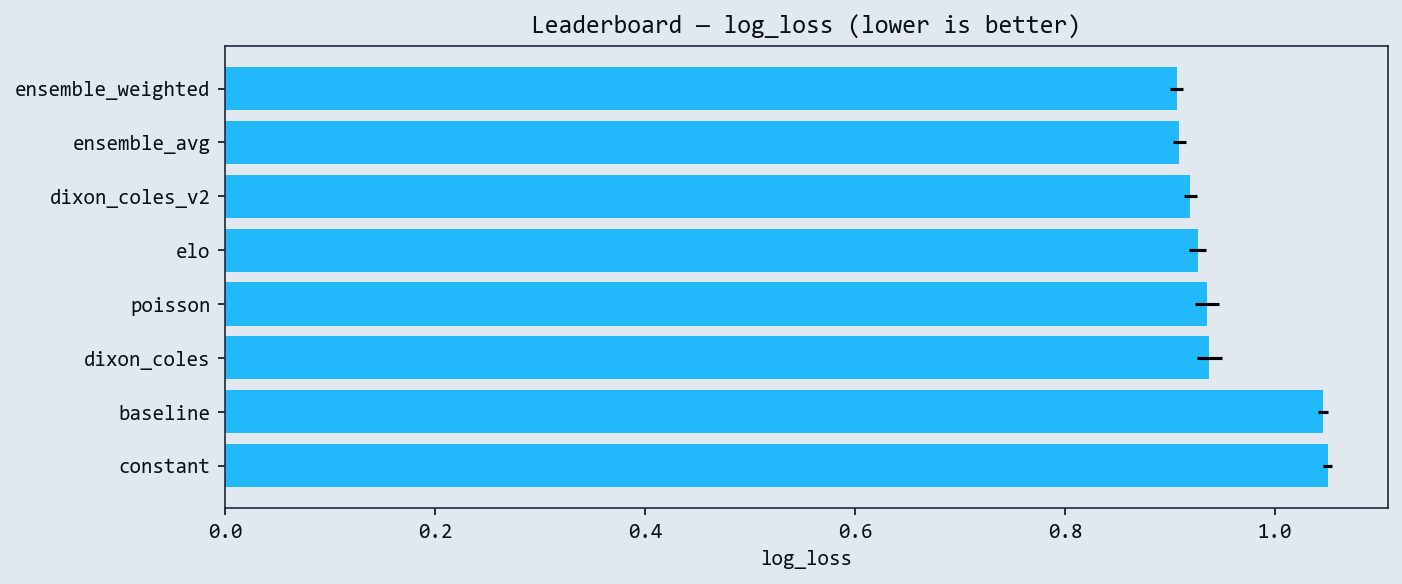 Leaderboard — log_loss (lower is better)
ensemble_weighted
ensemble_avg
dixon_coles_v2
elo
poisson
dixon_coles
baseline
constant
0.0 0.2 0.4 0.6 0.8 1.0
log_loss